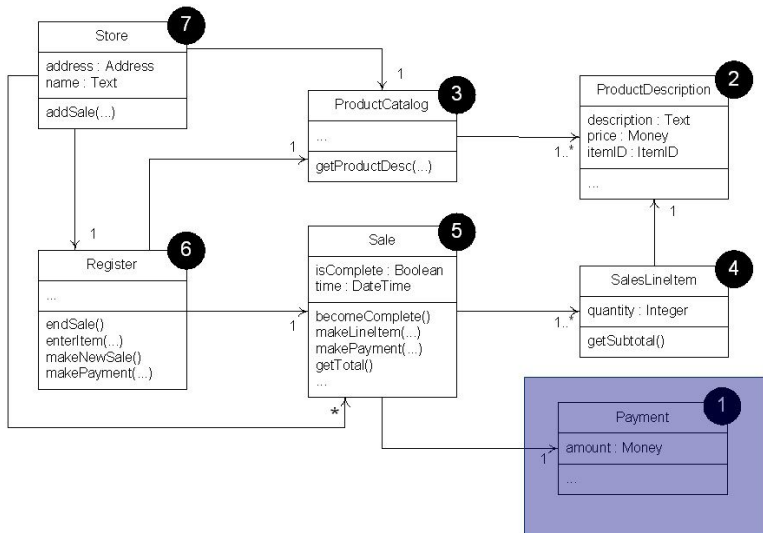 7
Store
address : Address
name : Text
addSale(...)
1
3
ProductCatalog
...
getProductDesc(...)
1
2
ProductDescription
description : Text
price : Money
itemID : ItemID
...
1..*
1
1
6
Register
...
endSale()
enterItem(...)
makeNewSale()
makePayment(...)
5
Sale
isComplete : Boolean
time : DateTime
becomeComplete()
makeLineItem(...)
makePayment(...)
getTotal()
...
1
*
4
SalesLineItem
quantity : Integer
getSubtotal()
1..*
1
Payment
amount : Money
...
1